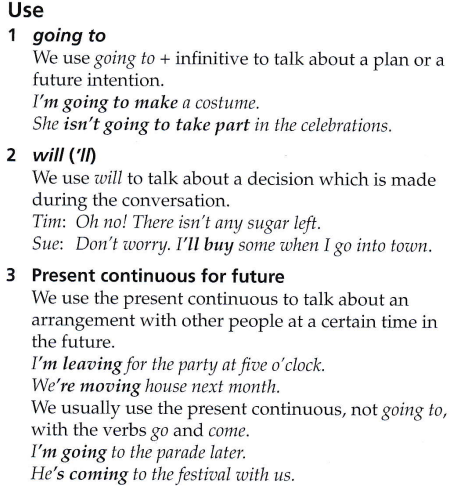 Use
1 going to
We use going to + infinitive to talk about a plan or a
future intention.
I'm going to make a costume.
She isn't going to take part in the celebrations.
2 will ('ll)
We use will to talk about a decision which is made
during the conversation.
Tim: Oh no! There isn't any sugar left.
Sue: Don't worry. I'll buy some when I go into town.
3 Present continuous for future
We use the present continuous to talk about an
arrangement with other people at a certain time in
the future.
I'm leaving for the party at five o'clock.
We're moving house next month.
We usually use the present continuous, not going to,
with the verbs go and come.
I'm going to the parade later.
He's coming to the festival with us.